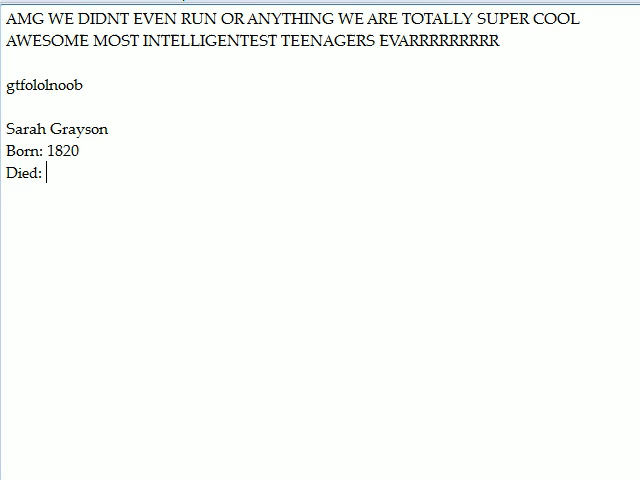 AMG WE DIDNT EVEN RUN OR ANYTHING WE ARE TOTALLY SUPER COOL
AWESOME MOST INTELLIGENTEST TEENAGERS EVARRRRRRRRR
gtfololnoob
Sarah Grayson
Born: 1820
Died: